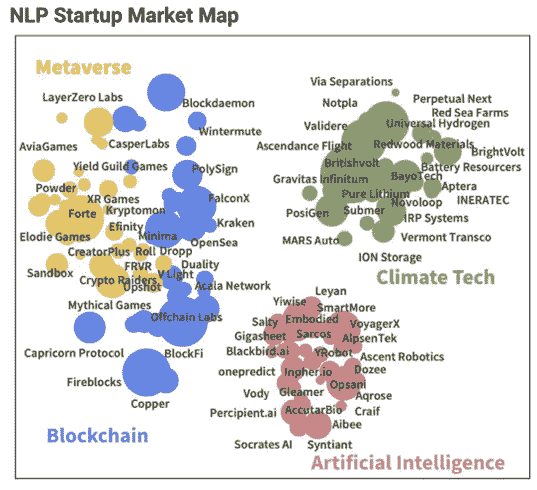 NLP Startup Market Map
Metaverse
LayerZero Labs
Blockdaemon
Wintermute
CasperLabs
AviaGames
Yield Guild Games
PolySign
Powder
XR Games
FalconX
Forte
Kryptomon
Kraken
Efinity
Elodie Games
Minima
OpenSea
CreatorPlus
Roll
Dropp
FRVR
Duality
Sandbox
Crypto Raiders
V Light
Upshot
Acala Network
Mythical Games
Offchain Labs
Capricorn Protocol
BlockFi
Fireblocks
Copper
Blockchain
Via Separations
Perpetual Next
Notpla
Red Sea Farms
Validere
Universal Hydrogen
Ascendance Flight
Redwood Materials
BrightVolt
Britishvolt
Battery Resourcers
Gravitas Infinitum
BayoTech
Aptera
Pure Lithium
Novoloop
INERATEC
PosiGen
Submer
IRP Systems
MARS Auto
Vermont Transco
ION Storage
Climate Tech
Leyan
Yiwise
SmartMore
Salty
Embodied
VoyagerX
Gigasheet
Sarcos
AlpsenTek
Blackbird.ai
YRobot
Ascent Robotics
onepredict
Inpher.io
Dozee
Opsani
Vody
Gleamer
Aqrose
Percipient.ai
AccutarBio
Craif
Aibee
Socrates AI
Syntiant
Artificial Intelligence